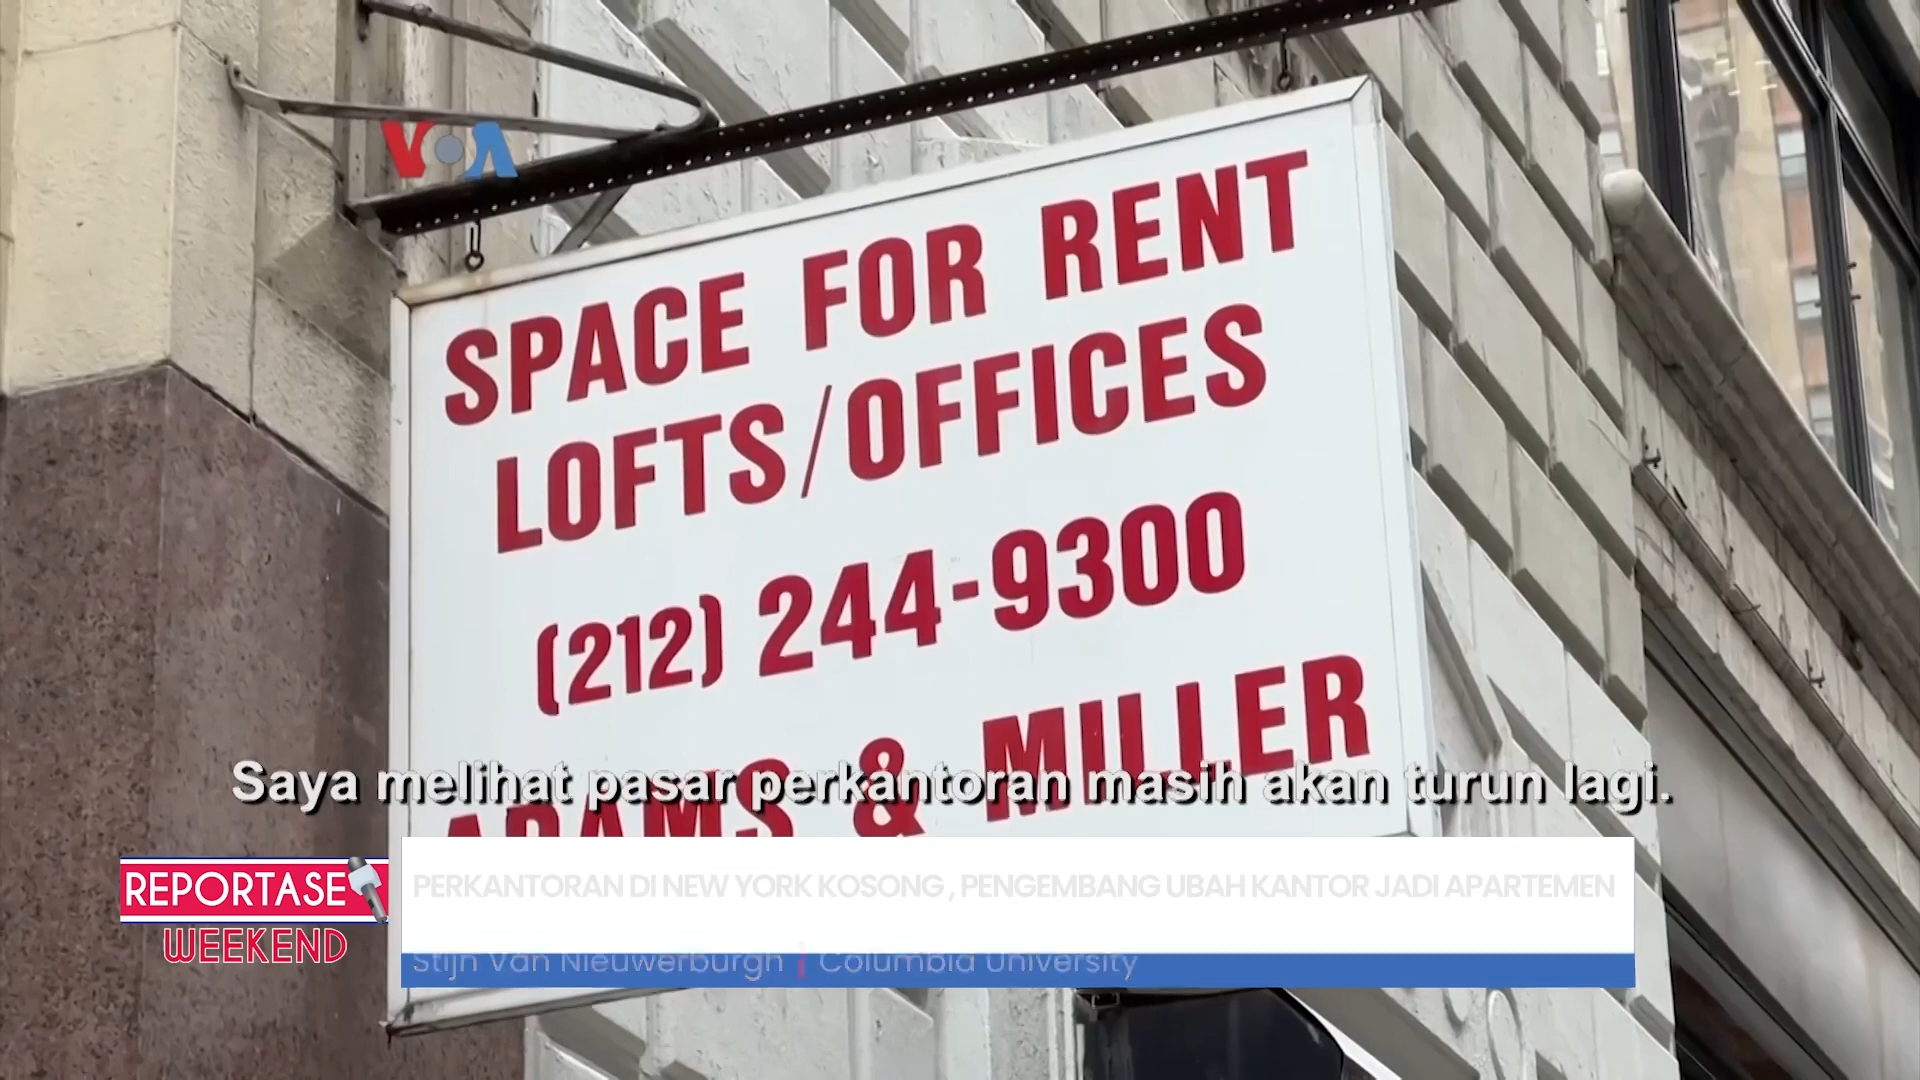 VOA
SPACE FOR RENT
LOFTS/OFFICES
(212) 244-9300
ADAMS & MILLER
Saya melihat pasar perkantoran masih akan turun lagi.
REPORTASE
WEEKEND
PERKANTORAN DI NEW YORK KOSONG, PENGEMBANG UBAH KANTOR JADI APARTEMEN
Stijn Van Nieuwerburgh | Columbia University